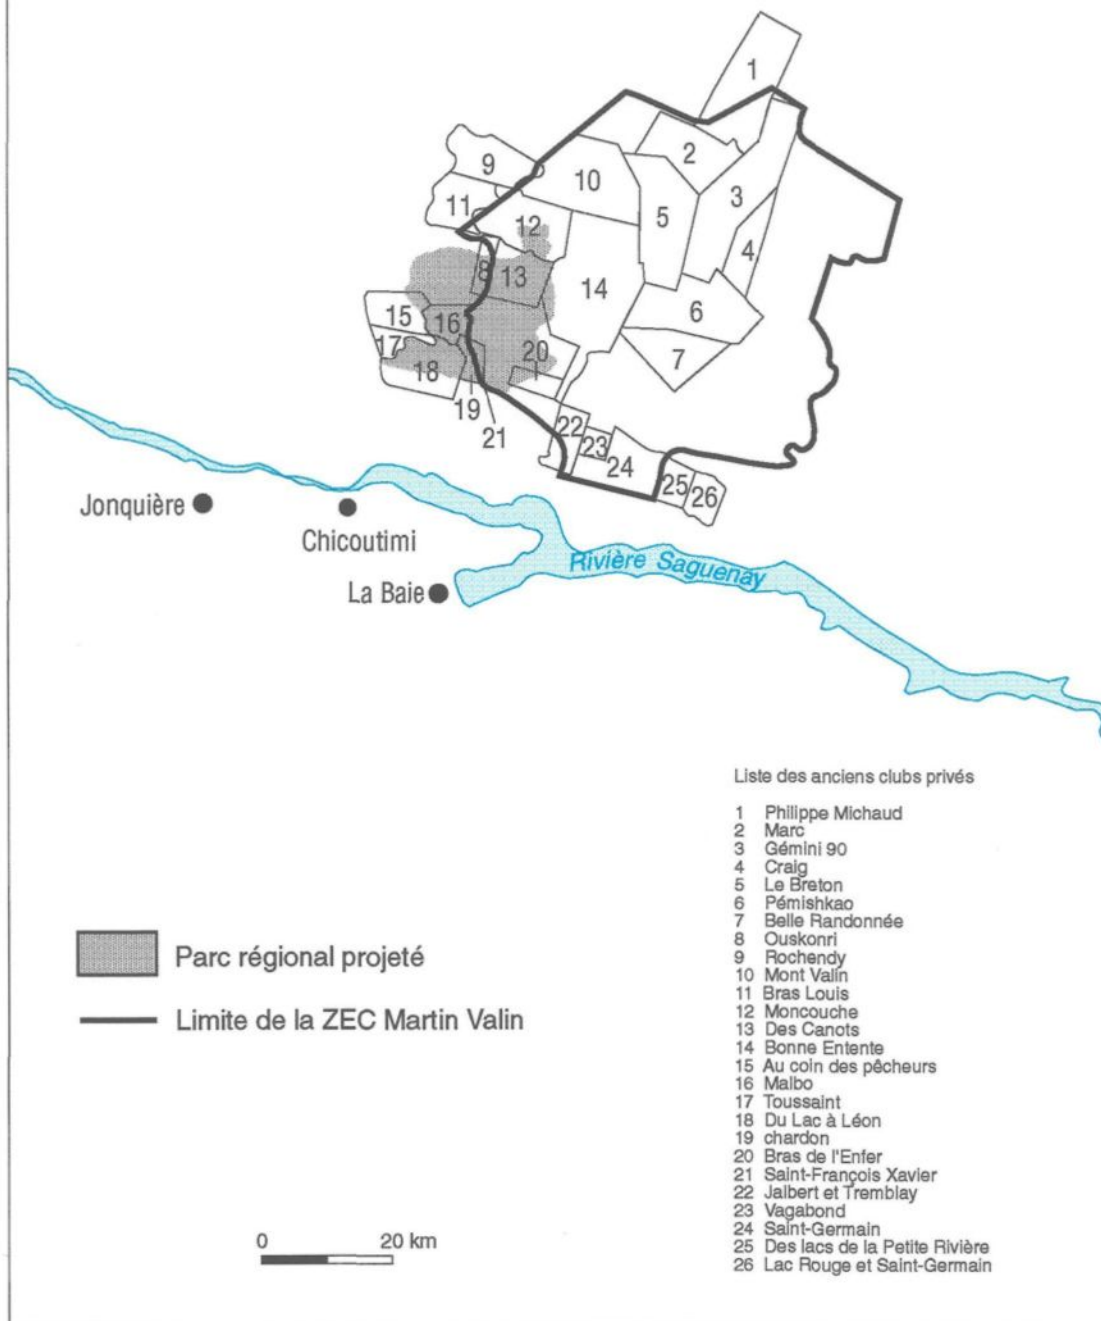 1
2
9
10
3
5
11
12
4
8
13
14
6
15
16
17
20
7
18
19
21
22
23
24
25
26
Jonquière
Chicoutimi
Rivière Saguenay
La Baie
Liste des anciens clubs privés
1 Philippe Michaud
2 Marc
3 Gémini 90
4 Craig
5 Le Breton
6 Pémishkao
7 Belle Randonnée
8 Ouskonri
9 Rochendy
10 Mont Valin
11 Bras Louis
12 Moncouche
13 Des Canots
14 Bonne Entente
15 Au coin des pêcheurs
16 Malbo
17 Toussaint
18 Du Lac à Léon
19 chardon
20 Bras de l'Enfer
21 Saint-François Xavier
22 Jalbert et Tremblay
23 Vagabond
24 Saint-Germain
25 Des lacs de la Petite Rivière
26 Lac Rouge et Saint-Germain
Parc régional projeté
Limite de la ZEC Martin Valin
0 20 km